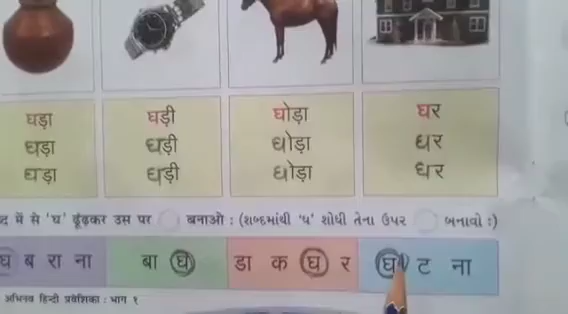 घड़ा घड़ी घोड़ा घर
घड़ा घड़ी घोड़ा घर
घड़ा घड़ी घोड़ा घर
में से 'घ' ढूंढ़कर उस पर बनाओ : (શબ્દમાંથી 'ઘ' શોધી તેના ઉપર બનાવો :)
घ ब रा ना बा घ डा क घ र घ ट ना
अभिनव हिन्दी प्रवेशिका : भाग १